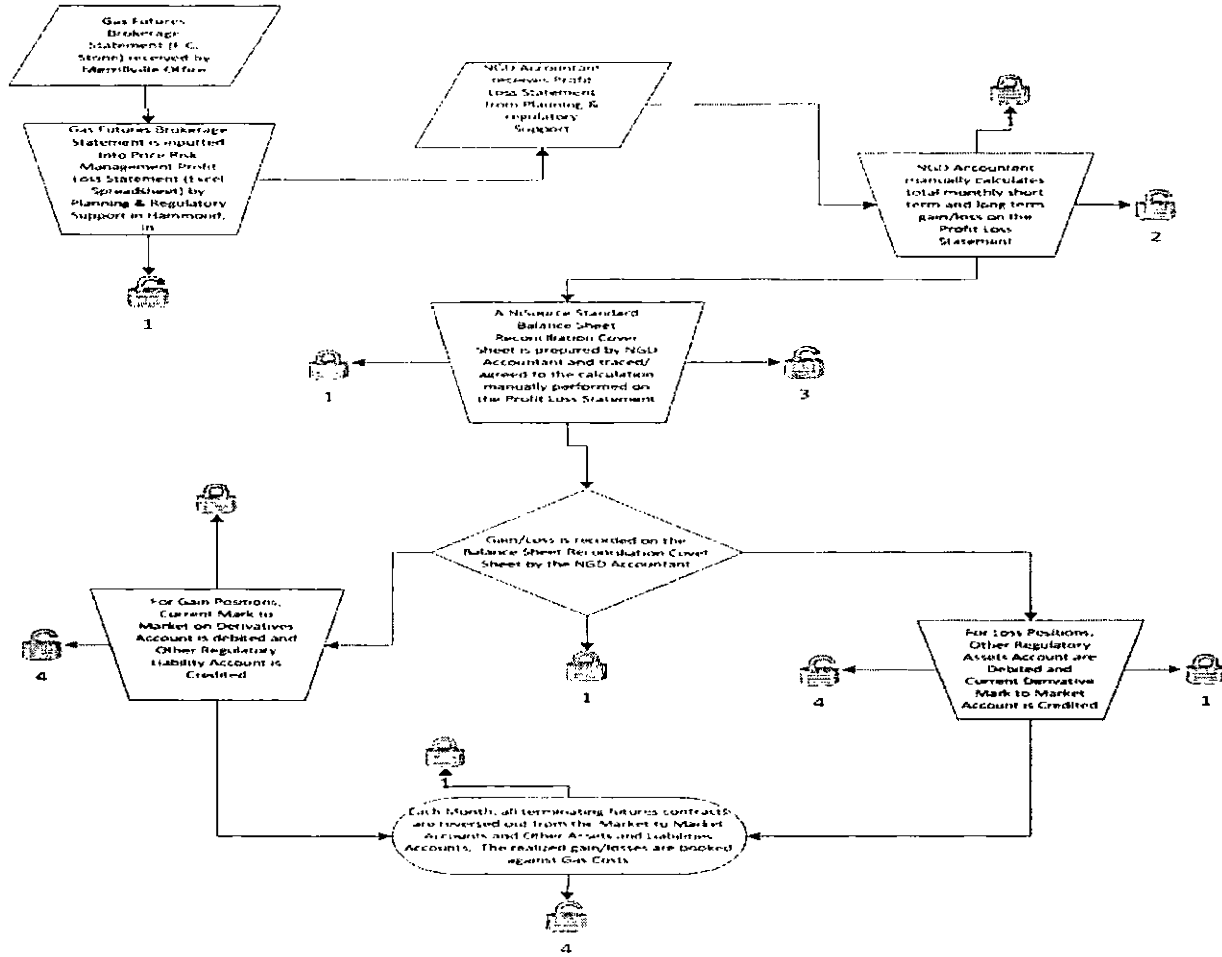 Gas Futures
Brokerage
Statement (F.C.
Stone) received by
Merrillville Office
Gas Futures Brokerage
Statement is inputted
Into Price Risk
Management Profit
Loss Statement (Excel
Spreadsheet) by
Planning & Regulatory
Support in Hammond,
In
1
NGD Accountant
receives Profit
Loss Statement
from Planning &
regulatory
Support
1
NGD Accountant
manually calculates
total monthly short
term and long term
gain/loss on the
Profit Loss
Statement
2
A NiSource Standard
Balance Sheet
Reconciliation Cover
Sheet is prepared by NGD
Accountant and traced/
agreed to the calculation
manually performed on
the Profit Loss Statement
1
3
Gain/Loss is recorded on the
Balance Sheet Reconciliation Cover
Sheet by the NGD Accountant
1
For Gain Positions,
Current Mark to
Market on Derivatives
Account is debited and
Other Regulatory
Liability Account is
Credited
4
For Loss Positions,
Other Regulatory
Assets Account are
Debited and
Current Derivative
Mark to Market
Account is Credited
4
1
1
Each Month, all terminating futures contracts
are reversed out from the Market to Market
Accounts and Other Assets and Liabilities
Accounts. The realized gain/losses are booked
against Gas Costs
4